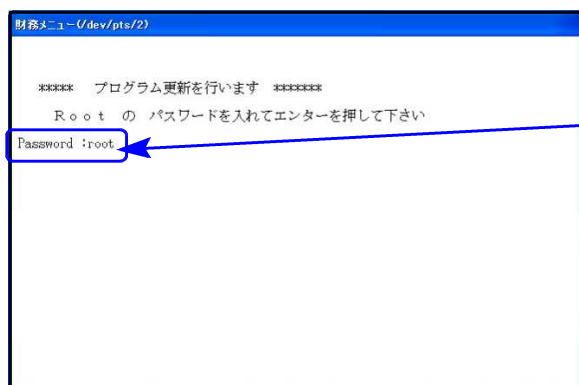 財務メニュー(/dev/pts/2)
***** プログラム更新を行います *******
Root の パスワードを入れてエンターを押して下さい
Password :root